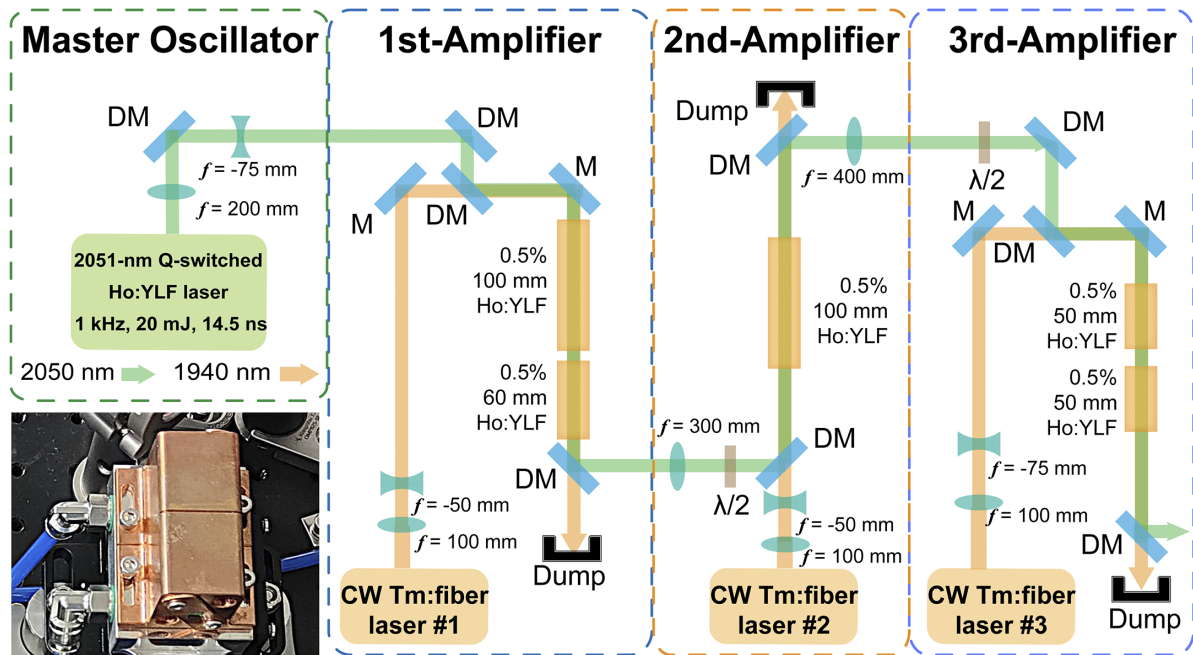 Master Oscillator
DM
f = -75 mm
f = 200 mm
2051-nm Q-switched
Ho:YLF laser
1 kHz, 20 mJ, 14.5 ns
2050 nm
1940 nm
1st-Amplifier
DM
M
M
DM
0.5%
100 mm
Ho:YLF
0.5%
60 mm
Ho:YLF
DM
f = -50 mm
f = 100 mm
Dump
CW Tm:fiber
laser #1
2nd-Amplifier
Dump
DM
f = 400 mm
0.5%
100 mm
Ho:YLF
f = 300 mm
DM
λ/2
f = -50 mm
f = 100 mm
CW Tm:fiber
laser #2
3rd-Amplifier
DM
λ/2
M
M
DM
0.5%
50 mm
Ho:YLF
0.5%
50 mm
Ho:YLF
f = -75 mm
f = 100 mm
DM
Dump
CW Tm:fiber
laser #3